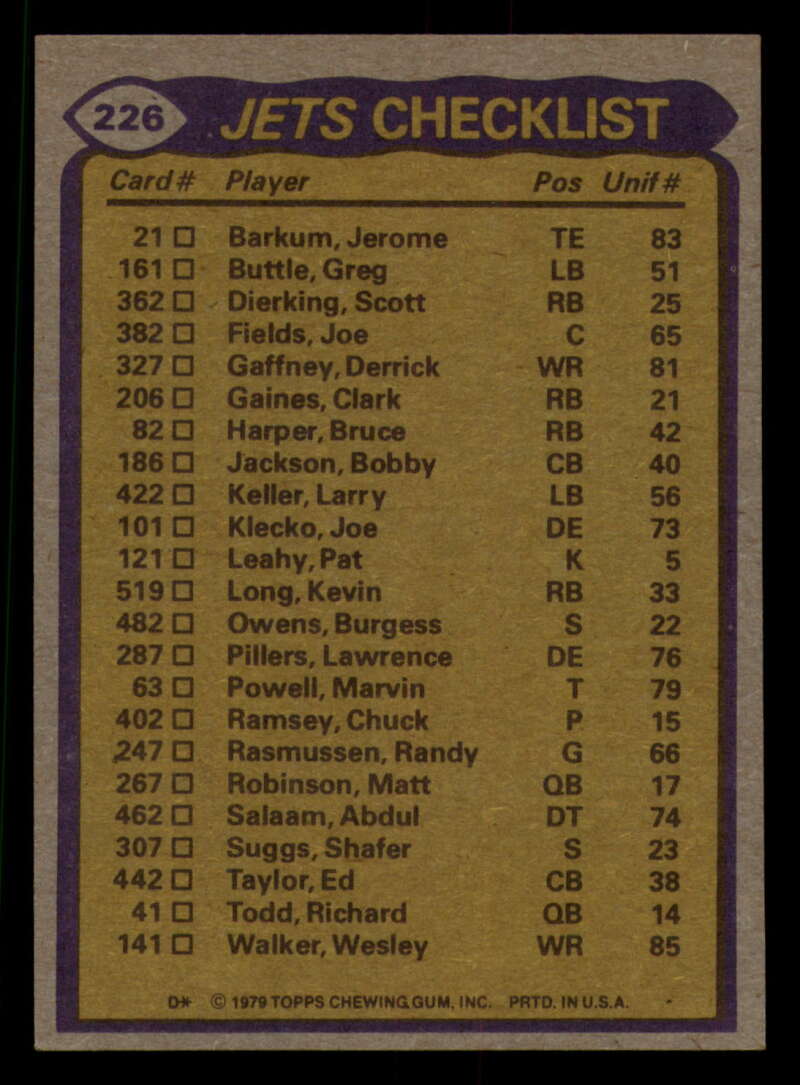 226 JETS CHECKLIST
Card# Player Pos Unif#
21 Barkum, Jerome TE 83
161 Buttle, Greg LB 51
362 Dierking, Scott RB 25
382 Fields, Joe C 65
327 Gaffney, Derrick WR 81
206 Gaines, Clark RB 21
82 Harper, Bruce RB 42
186 Jackson, Bobby CB 40
422 Keller, Larry LB 56
101 Klecko, Joe DE 73
121 Leahy, Pat K 5
519 Long, Kevin RB 33
482 Owens, Burgess S 22
287 Pillers, Lawrence DE 76
63 Powell, Marvin T 79
402 Ramsey, Chuck P 15
247 Rasmussen, Randy G 66
267 Robinson, Matt QB 17
462 Salaam, Abdul DT 74
307 Suggs, Shafer S 23
442 Taylor, Ed CB 38
41 Todd, Richard QB 14
141 Walker, Wesley WR 85
D* © 1979 TOPPS CHEWING GUM, INC. PRTD. IN U.S.A.